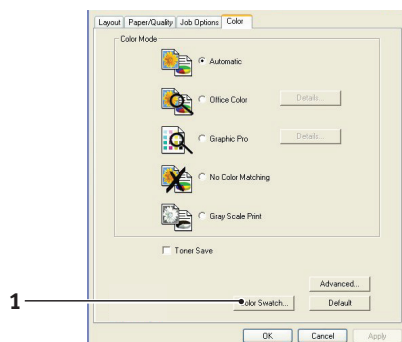 Layout Paper/Quality Job Options Color
Color Mode
Automatic
Office Color Details...
Graphic Pro Details...
No Color Matching
Gray Scale Print
Toner Save
Advanced...
1 Color Swatch... Default
OK Cancel Apply